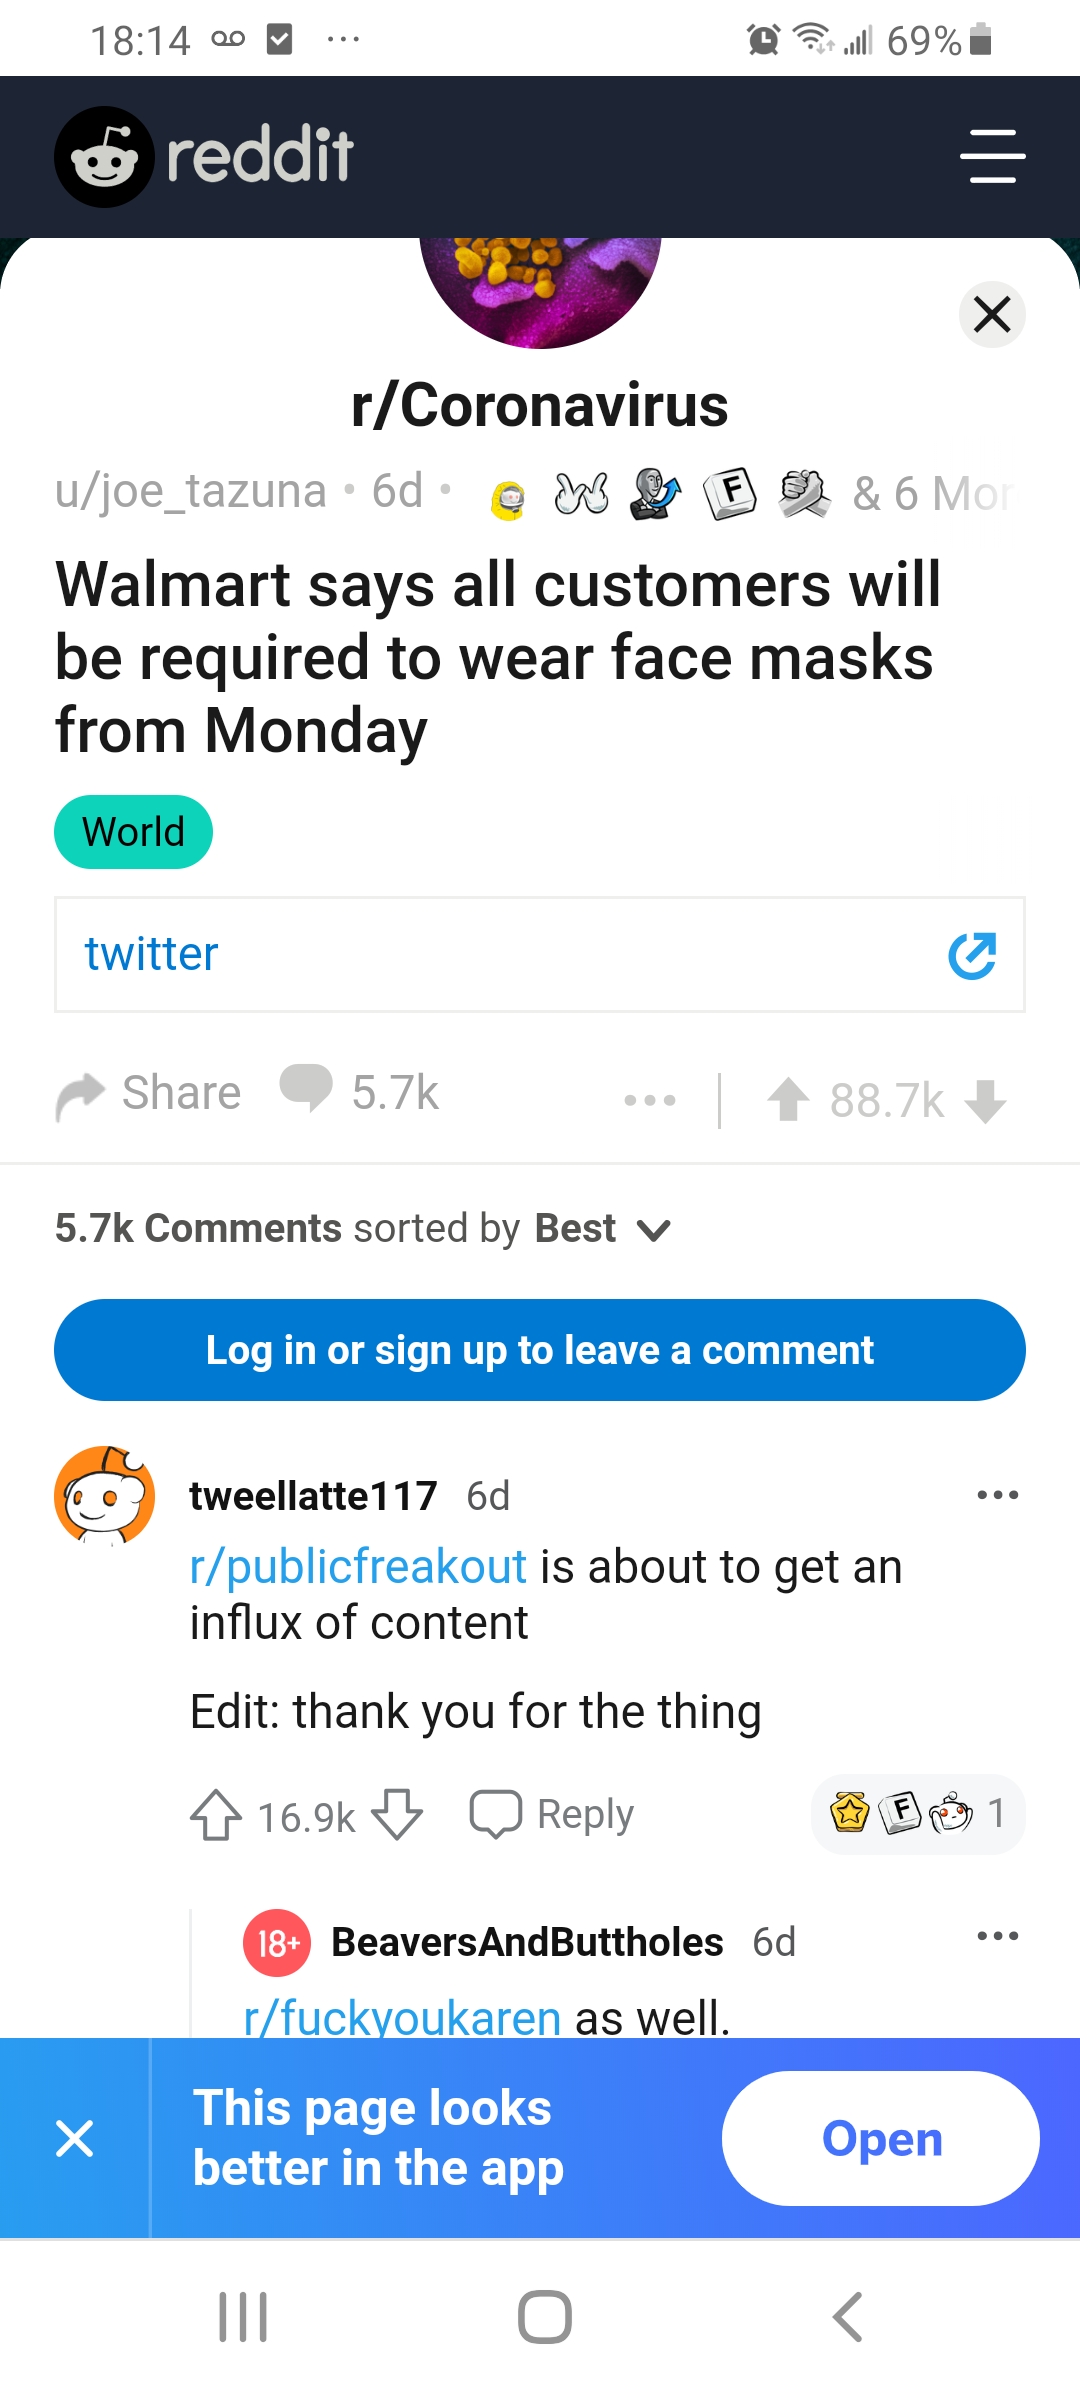 18:14 69%
reddit
r/Coronavirus
u/joe_tazuna • 6d • F & 6 Mor
Walmart says all customers will
be required to wear face masks
from Monday
World
twitter
Share 5.7k 88.7k
5.7k Comments sorted by Best
Log in or sign up to leave a comment
tweellatte117 6d
r/publicfreakout is about to get an
influx of content
Edit: thank you for the thing
16.9k Reply F 1
18+ BeaversAndButtholes 6d
r/fuckyoukaren as well.
This page looks
better in the app
Open